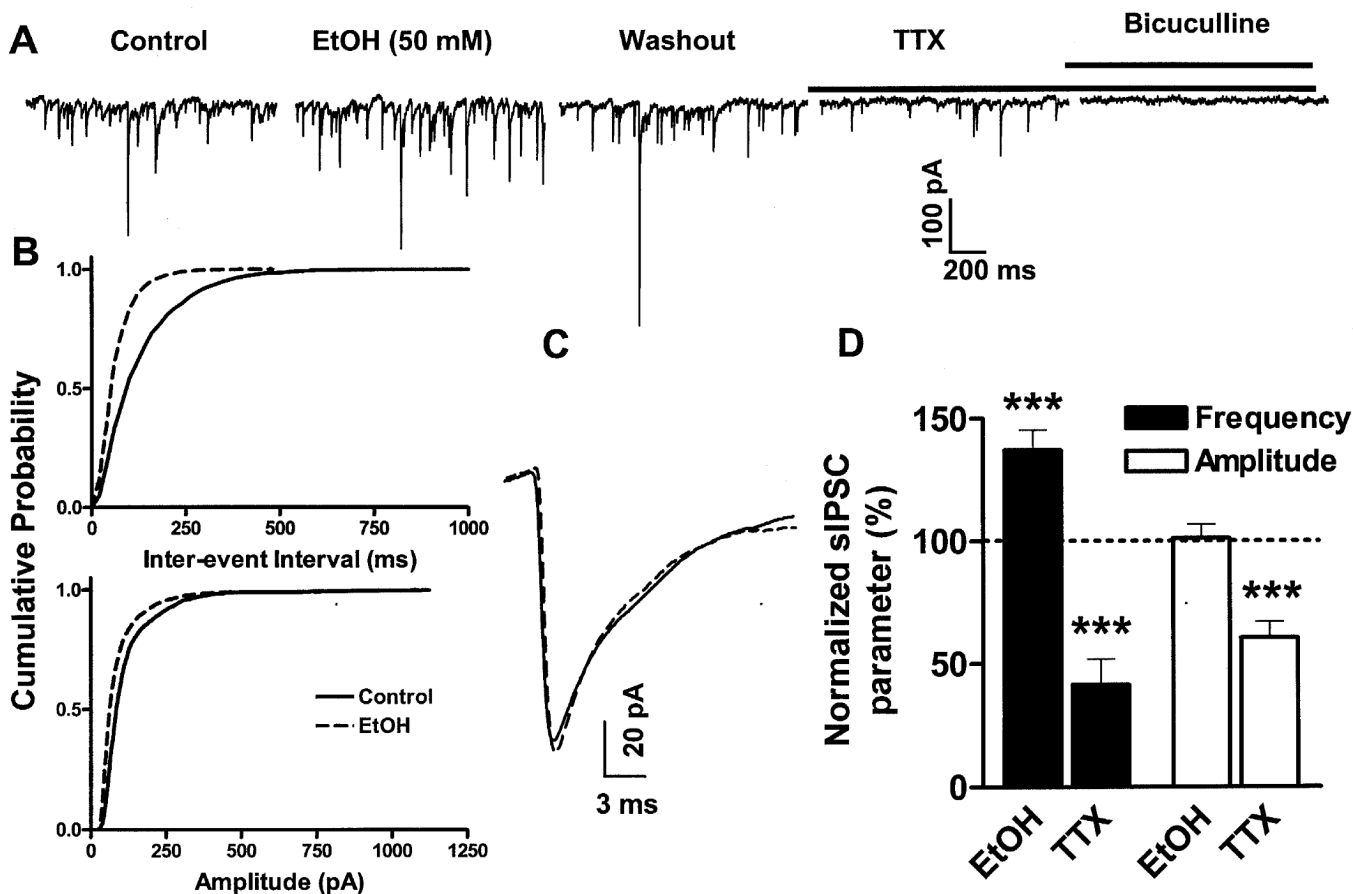 A
Control
EtOH (50 mM)
Washout
TTX
Bicuculline
100 pA
200 ms
B
Cumulative Probability
1.0
0.5
0.0
0
250
500
750
1000
Inter-event Interval (ms)
1.0
0.5
0.0
Control
EtOH
0
250
500
750
1000
1250
Amplitude (pA)
C
20 pA
3 ms
D
Normalized sIPSC
parameter (%)
150
100
50
0
***
***
***
Frequency
Amplitude
EtOH
TTX
EtOH
TTX